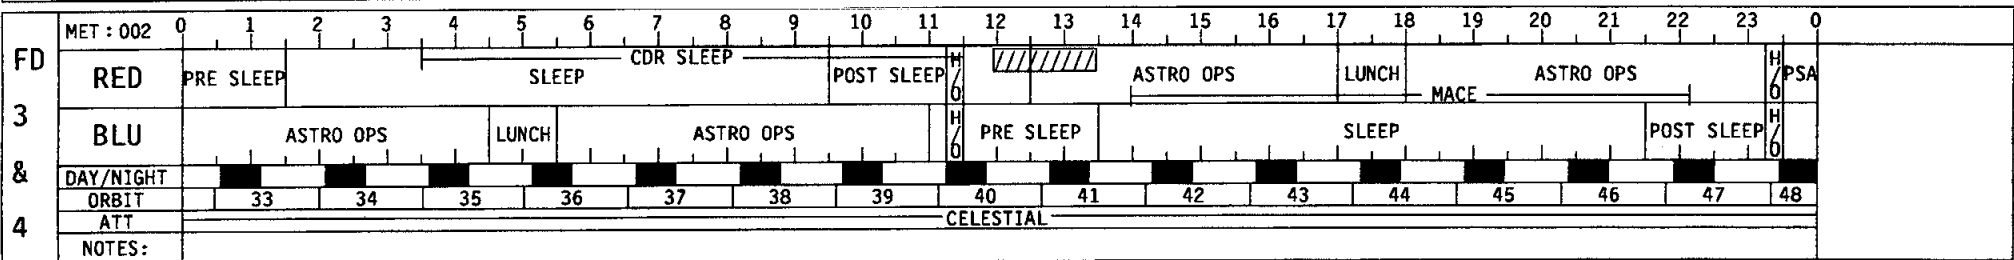 MET:002 0 1 2 3 4 5 6 7 8 9 10 11 12 13 14 15 16 17 18 19 20 21 22 23 0
FD 3 & 4
CDR SLEEP
RED PRE SLEEP SLEEP POST SLEEP H/O ASTRO OPS LUNCH ASTRO OPS H/O PSA
MACE
BLU ASTRO OPS LUNCH ASTRO OPS H/O PRE SLEEP SLEEP POST SLEEP H/O
DAY/NIGHT
ORBIT 33 34 35 36 37 38 39 40 41 42 43 44 45 46 47 48
ATT CELESTIAL
NOTES: